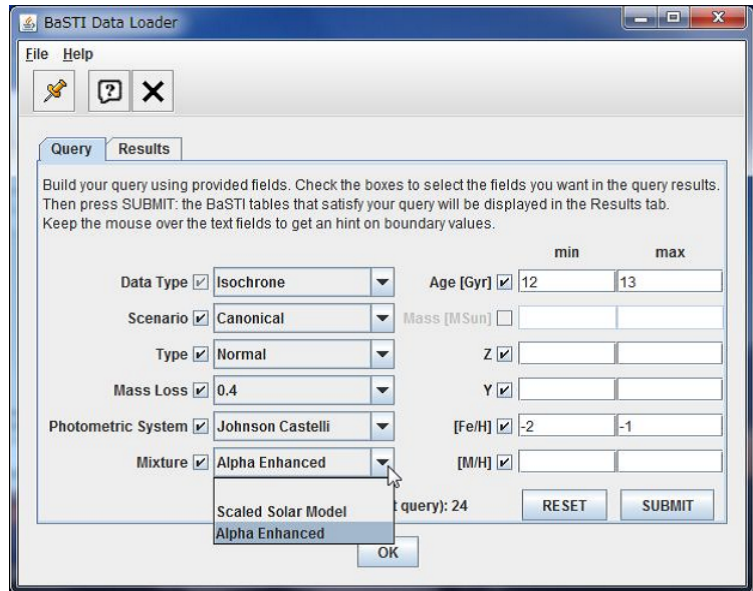 BaSTI Data Loader
File Help
Query Results
Build your query using provided fields. Check the boxes to select the fields you want in the query results.
Then press SUBMIT: the BaSTI tables that satisfy your query will be displayed in the Results tab.
Keep the mouse over the text fields to get an hint on boundary values.
min max
Data Type Isochrone Age [Gyr] 12 13
Scenario Canonical Mass [MSun]
Type Normal Z
Mass Loss 0.4 Y
Photometric System Johnson Castelli [Fe/H] -2 -1
Mixture Alpha Enhanced [M/H]
Scaled Solar Model query): 24 RESET SUBMIT
Alpha Enhanced
OK